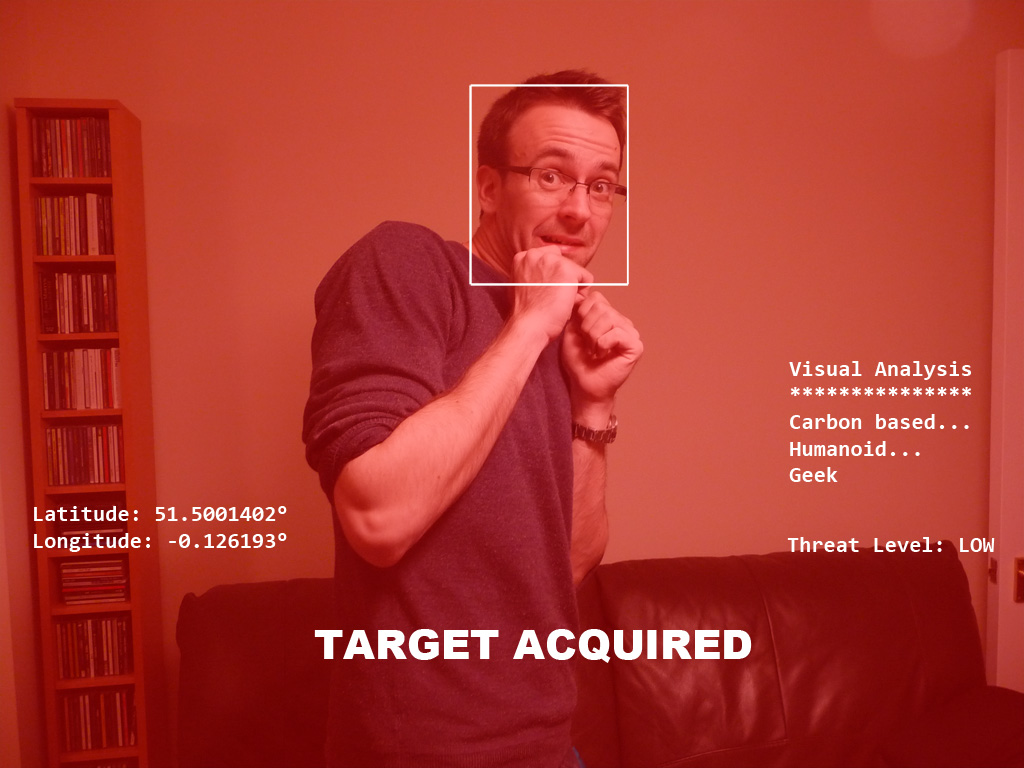 Visual Analysis
***************
Carbon based...
Humanoid...
Geek
Latitude: 51.5001402°
Longitude: -0.126193°
Threat Level: LOW
TARGET ACQUIRED